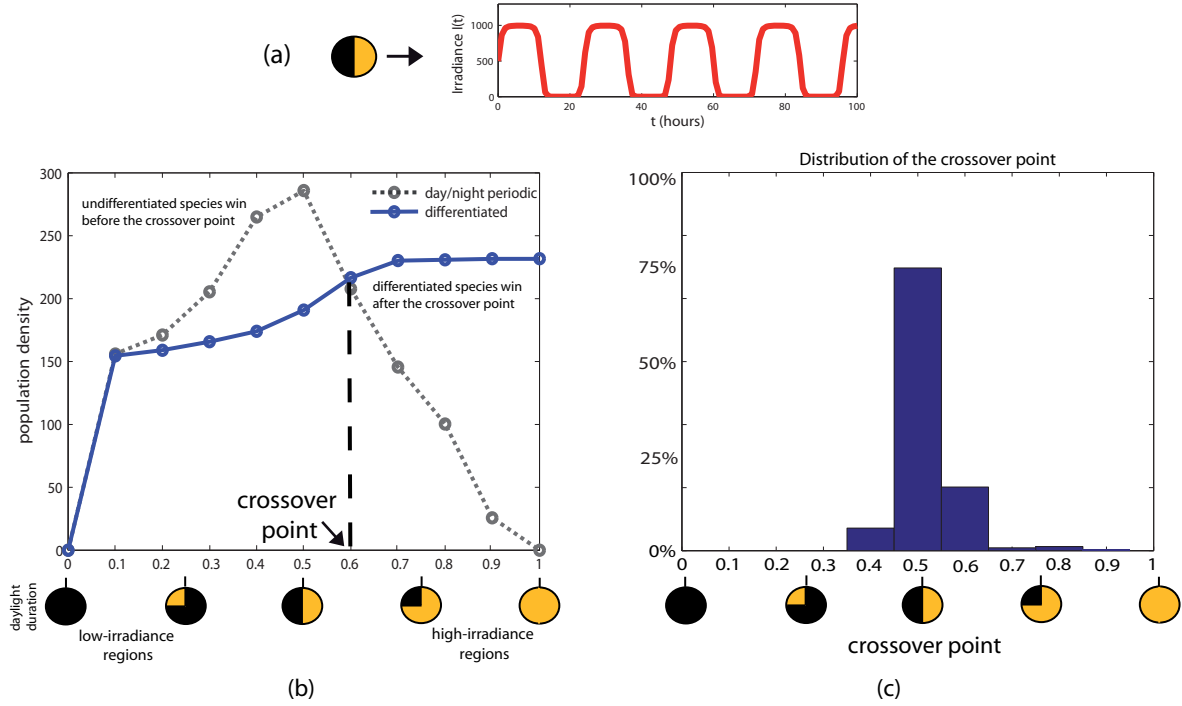 (a)
Irradiance I(t)
1000
500
0
0 20 40 60 80 100
t (hours)
300
250
200
150
100
50
0
population density
undifferentiated species win
before the crossover point
day/night periodic
differentiated
differentiated species win
after the crossover point
crossover
point
0 0.1 0.2 0.3 0.4 0.5 0.6 0.7 0.8 0.9 1
daylight
duration
low-irradiance
regions
high-irradiance
regions
(b)
Distribution of the crossover point
100%
75%
50%
25%
0%
0 0.1 0.2 0.3 0.4 0.5 0.6 0.7 0.8 0.9 1
crossover point
(c)